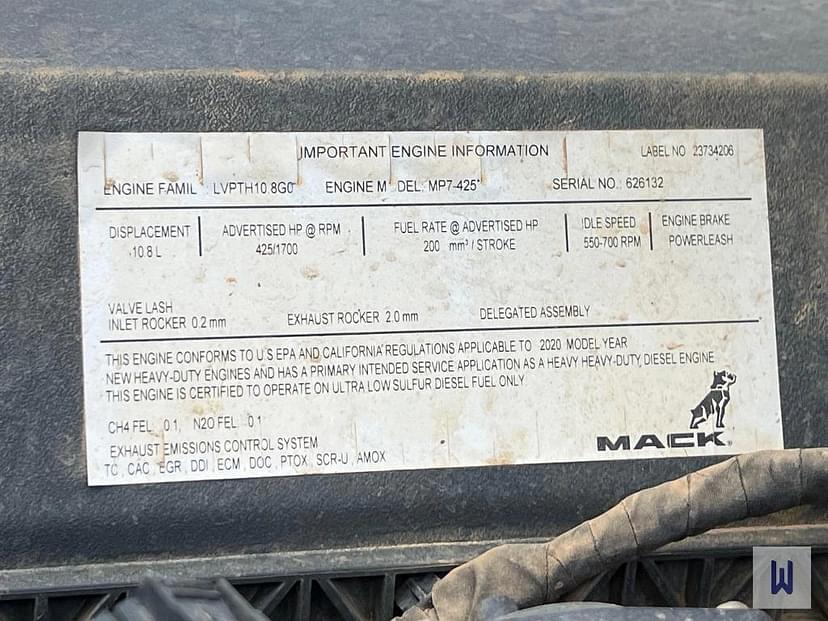 IMPORTANT ENGINE INFORMATION LABEL NO 23734206
ENGINE FAMIL LVPTH10.8G0 ENGINE M DEL: MP7-425 SERIAL NO.: 626132
DISPLACEMENT ADVERTISED HP @ RPM FUEL RATE @ ADVERTISED HP IDLE SPEED ENGINE BRAKE
10.8 L 425/1700 200 mm³ / STROKE 550-700 RPM POWERLEASH
VALVE LASH
INLET ROCKER 0.2 mm EXHAUST ROCKER 2.0 mm DELEGATED ASSEMBLY
THIS ENGINE CONFORMS TO U.S EPA AND CALIFORNIA REGULATIONS APPLICABLE TO 2020 MODEL YEAR
NEW HEAVY-DUTY ENGINES AND HAS A PRIMARY INTENDED SERVICE APPLICATION AS A HEAVY HEAVY-DUTY DIESEL ENGINE
THIS ENGINE IS CERTIFIED TO OPERATE ON ULTRA LOW SULFUR DIESEL FUEL ONLY
CH4 FEL 0.1, N2O FEL 0.1
EXHAUST EMISSIONS CONTROL SYSTEM
TC, CAC, EGR, DDI, ECM, DOC, PTOX, SCR-U, AMOX
MACK
W